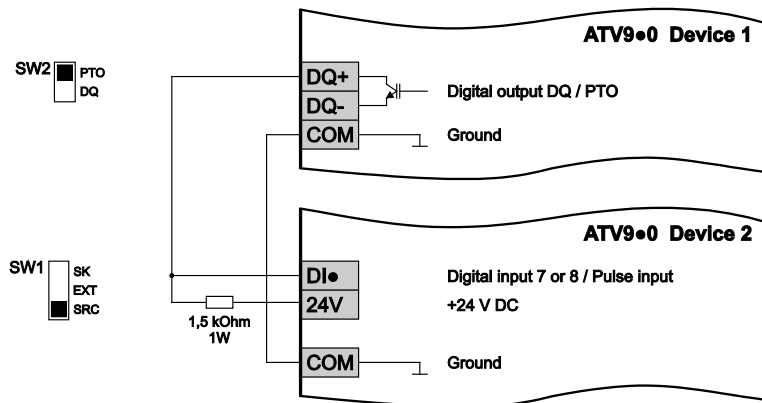 ATV9●0 Device 1
SW2
PTO
DQ
DQ+
DQ-
COM
Digital output DQ / PTO
Ground
ATV9●0 Device 2
SW1
SK
EXT
SRC
DI●
24V
COM
Digital input 7 or 8 / Pulse input
+24 V DC
1,5 kOhm
1W
Ground